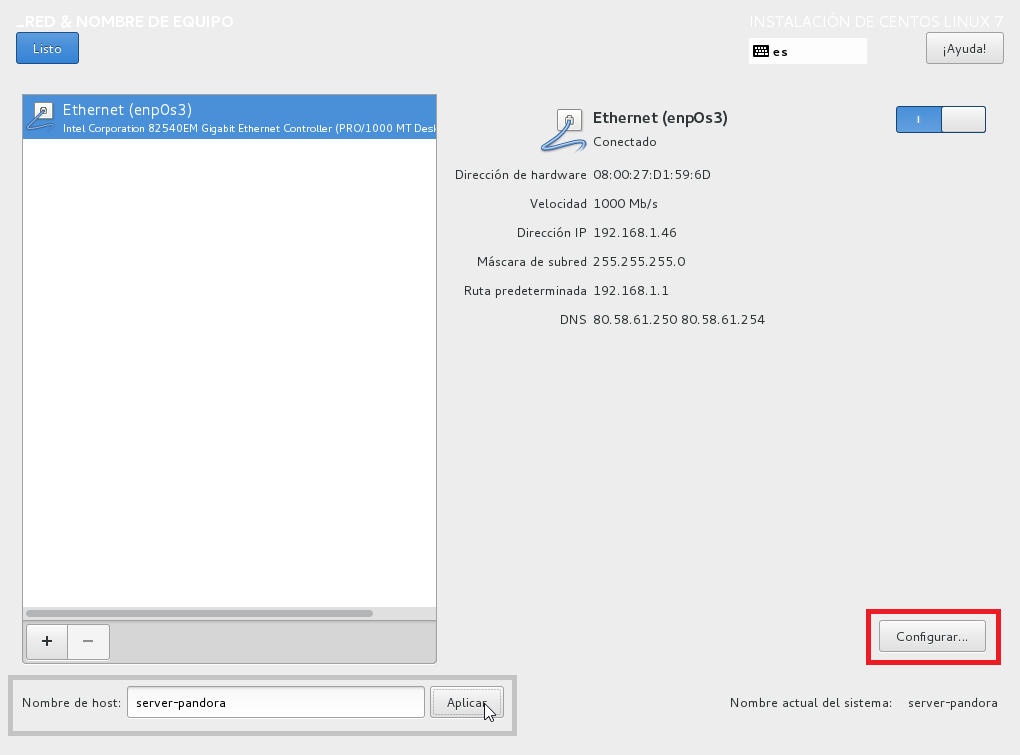 _RED & NOMBRE DE EQUIPO
INSTALACIÓN DE CENTOS LINUX 7
Listo
es
¡Ayuda!
Ethernet (enp0s3)
Intel Corporation 82540EM Gigabit Ethernet Controller (PRO/1000 MT Desk
Ethernet (enp0s3)
Conectado
Dirección de hardware 08:00:27:D1:59:6D
Velocidad 1000 Mb/s
Dirección IP 192.168.1.46
Máscara de subred 255.255.255.0
Ruta predeterminada 192.168.1.1
DNS 80.58.61.250 80.58.61.254
Configurar...
Nombre de host: server-pandora Aplicar
Nombre actual del sistema: server-pandora